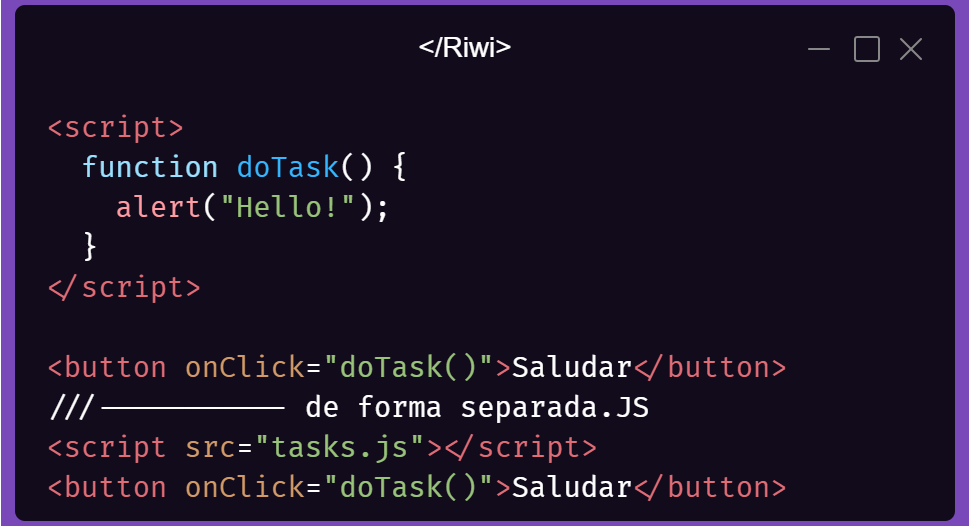 </Riwi>
<script>
  function doTask() {
    alert("Hello!");
  }
</script>
<button onClick="doTask()">Saludar</button>
///----------- de forma separada.JS
<script src="tasks.js"></script>
<button onClick="doTask()">Saludar</button>